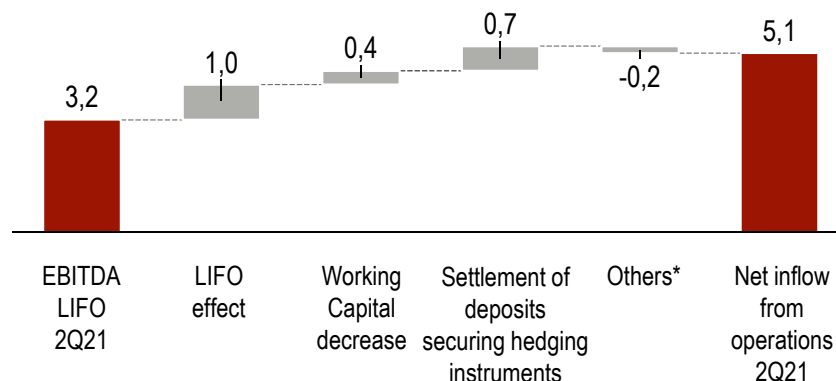 3,2
1,0
0,4
0,7
-0,2
5,1
EBITDA
LIFO
2Q21
LIFO
effect
Working
Capital
decrease
Settlement of
deposits
securing hedging
instruments
Others*
Net inflow
from
operations
2Q21